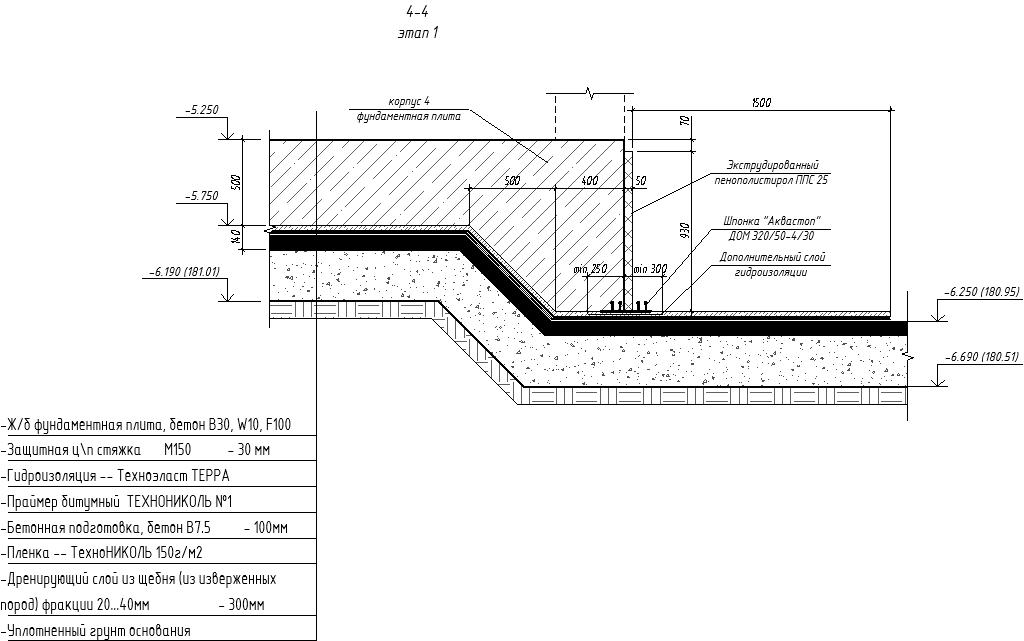 4-4
этап 1
-5.250
корпус 4
фундаментная плита
1500
70
500
500
400
50
Экструдированный
пенополистирол ППС 25
-5.750
140
930
Шпонка "Аквастоп"
ДОМ 320/50-4/30
Дополнительный слой
гидроизоляции
-6.190 (181.01)
min 250
min 300
-6.250 (180.95)
-6.690 (180.51)
-Ж/б фундаментная плита, бетон В30, W10, F100
-Защитная ц\п стяжка М150 - 30 мм
-Гидроизоляция -- Техноэласт ТЕРРА
-Праймер битумный ТЕХНОНИКОЛЬ №1
-Бетонная подготовка, бетон В7.5 - 100мм
-Пленка -- ТехноНИКОЛЬ 150г/м2
-Дренирующий слой из щебня (из изверженных
пород) фракции 20...40мм - 300мм
-Уплотненный грунт основания